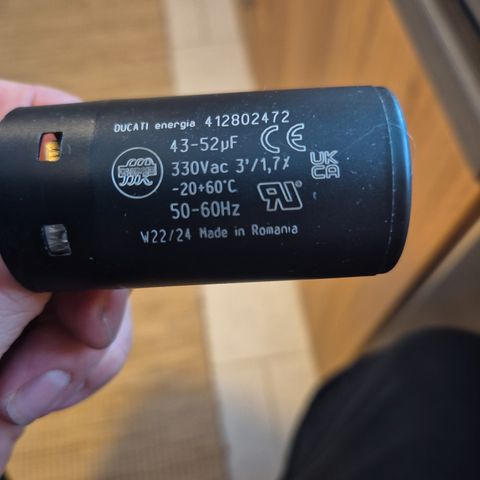 DUCATI energia 412802472
43-52µF CE
330Vac 3'/1,7% UK CA
-20+60°C
50-60Hz
W22/24 Made in Romania